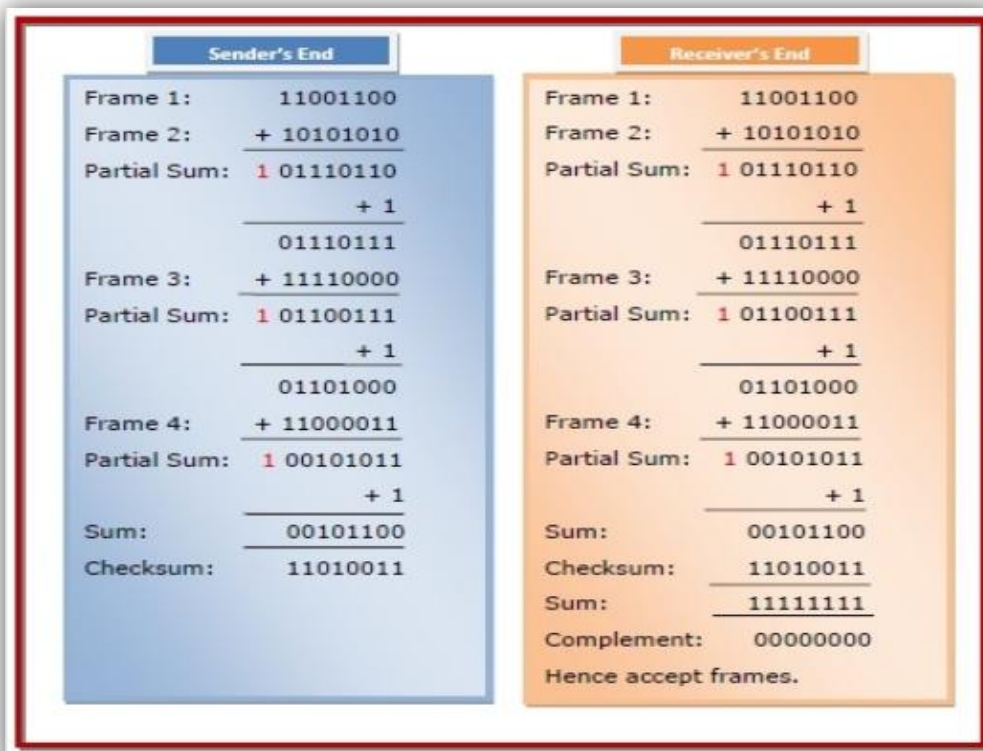 Sender's End
Frame 1: 11001100
Frame 2: + 10101010
Partial Sum: 1 01110110
+ 1
01110111
Frame 3: + 11110000
Partial Sum: 1 01100111
+ 1
01101000
Frame 4: + 11000011
Partial Sum: 1 00101011
+ 1
Sum: 00101100
Checksum: 11010011
Receiver's End
Frame 1: 11001100
Frame 2: + 10101010
Partial Sum: 1 01110110
+ 1
01110111
Frame 3: + 11110000
Partial Sum: 1 01100111
+ 1
01101000
Frame 4: + 11000011
Partial Sum: 1 00101011
+ 1
Sum: 00101100
Checksum: 11010011
Sum: 11111111
Complement: 00000000
Hence accept frames.